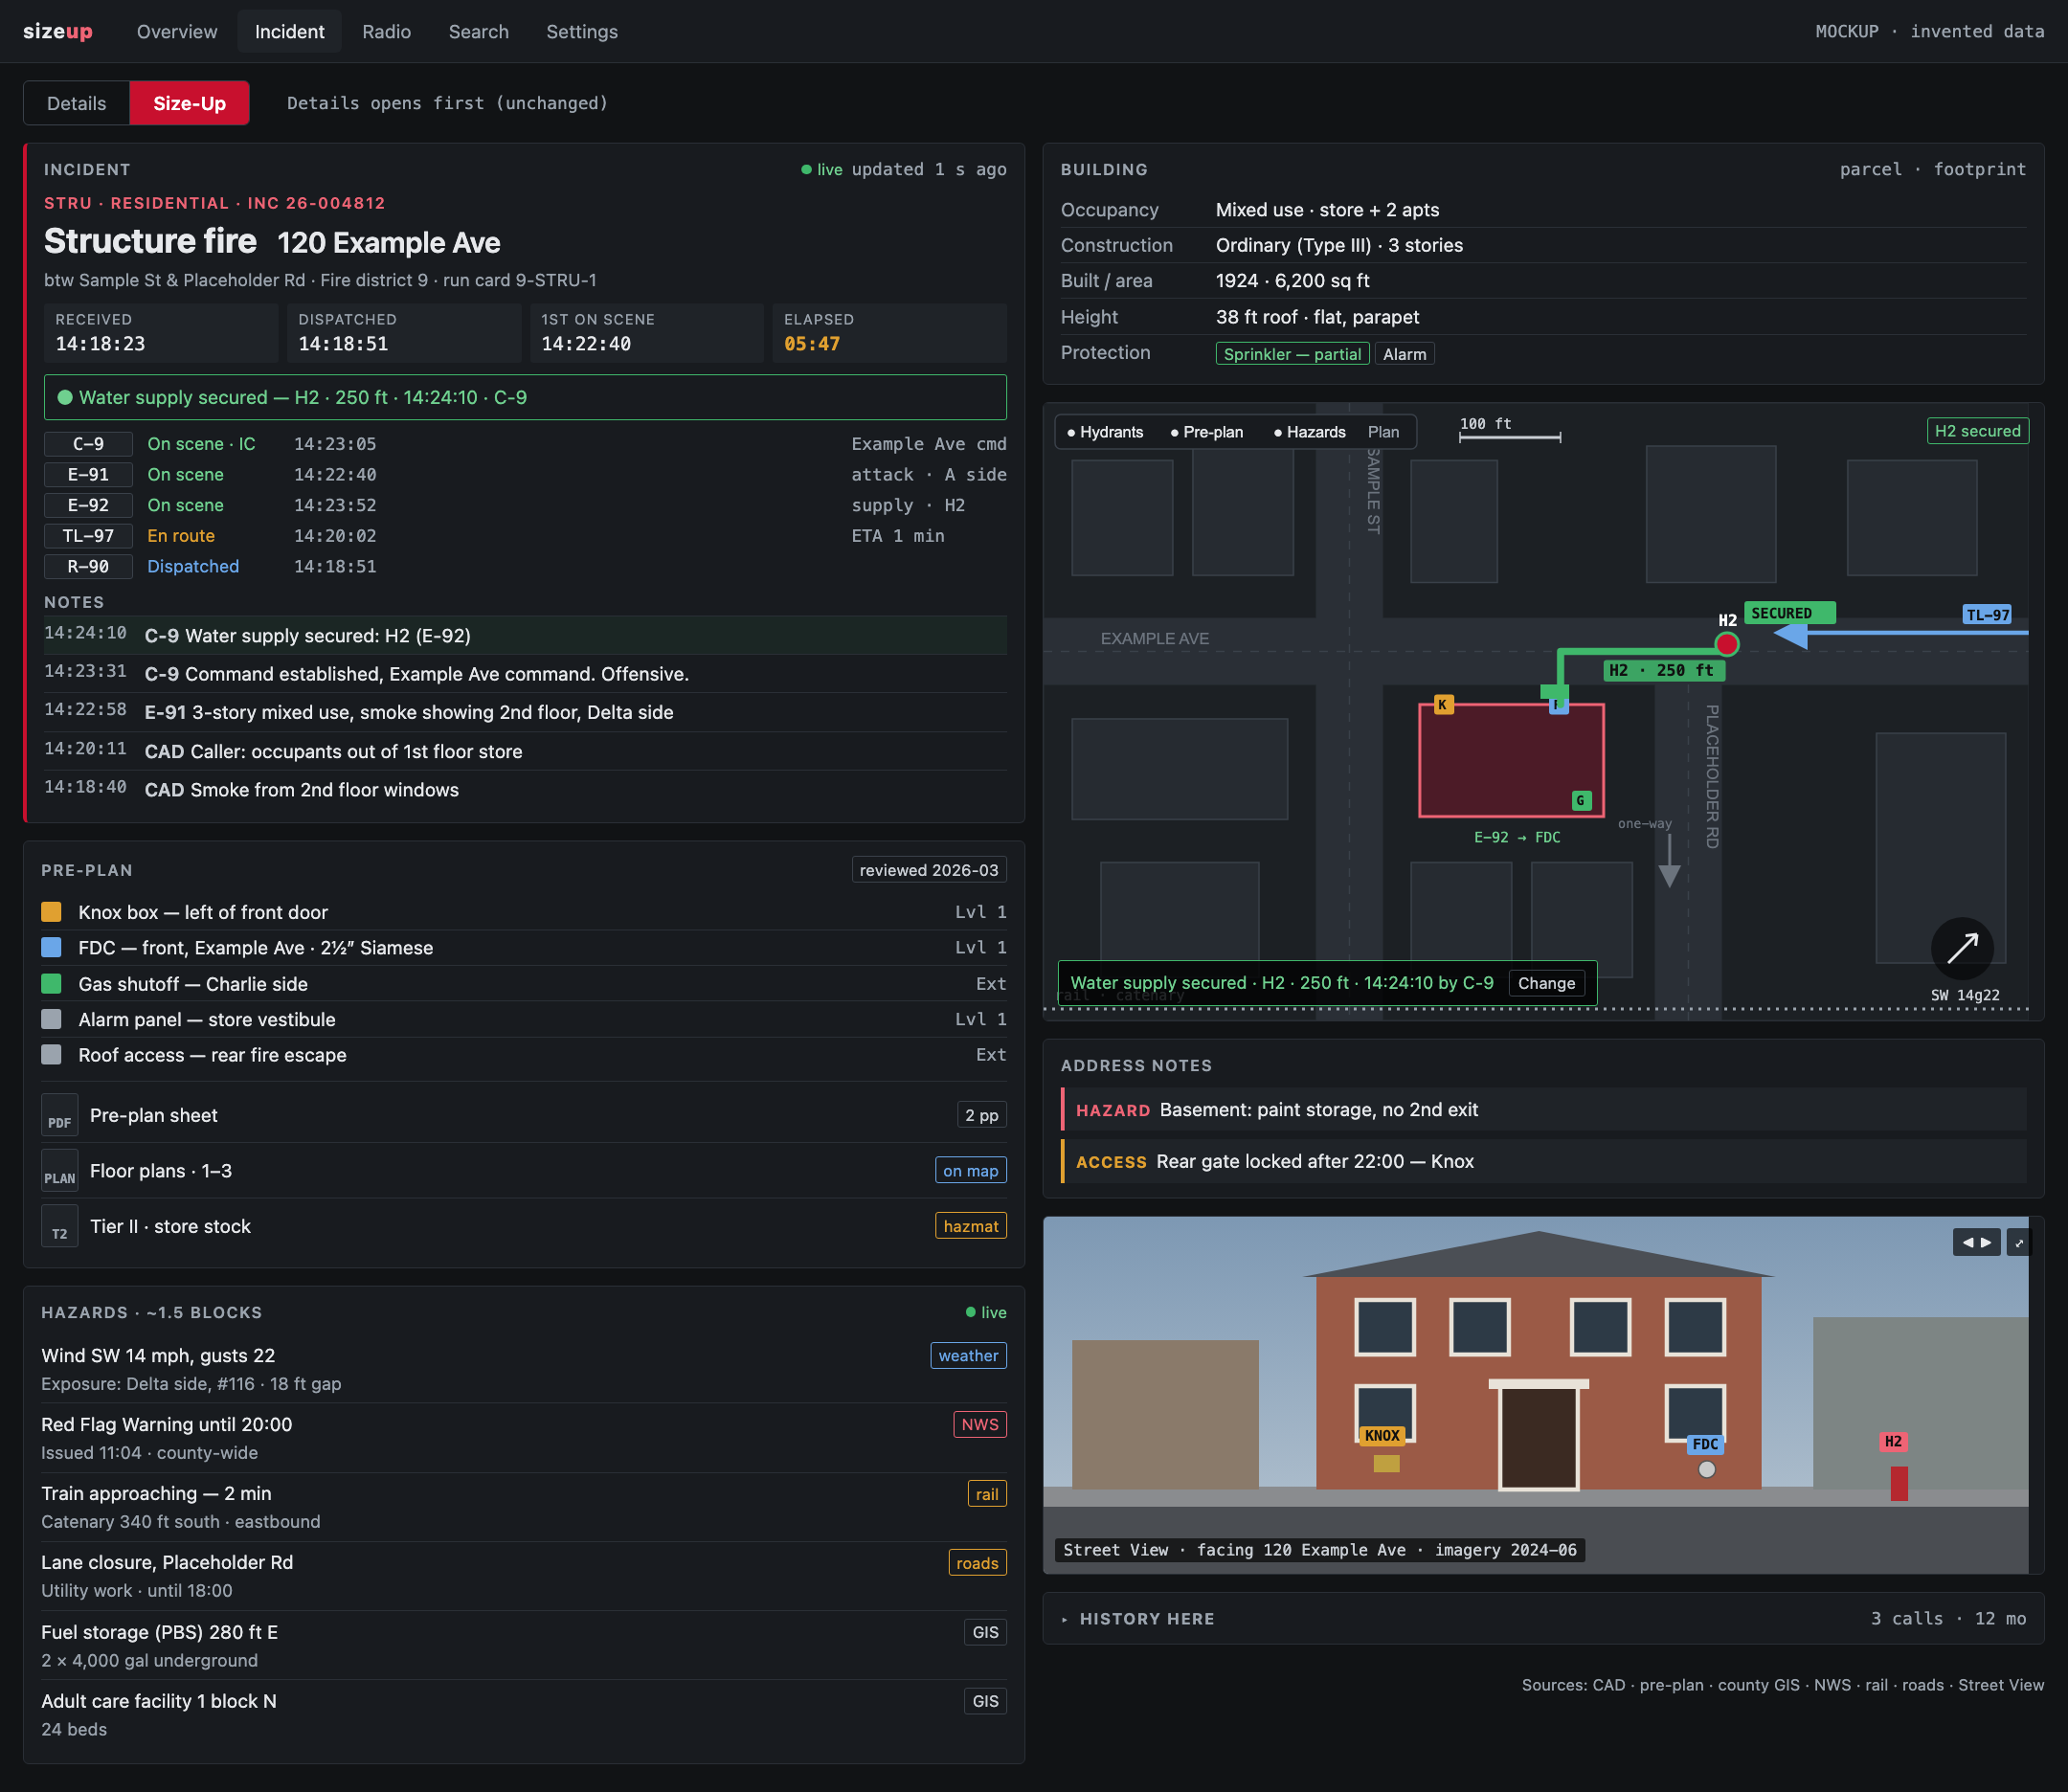 sizeup Overview Incident Radio Search Settings MOCKUP · invented data
Details Size-Up Details opens first (unchanged)
INCIDENT live updated 1 s ago
STRU · RESIDENTIAL · INC 26-004812
Structure fire 120 Example Ave
btw Sample St & Placeholder Rd · Fire district 9 · run card 9-STRU-1
RECEIVED DISPATCHED 1ST ON SCENE ELAPSED
14:18:23 14:18:51 14:22:40 05:47
Water supply secured — H2 · 250 ft · 14:24:10 · C-9
C-9 On scene · IC 14:23:05 Example Ave cmd
E-91 On scene 14:22:40 attack · A side
E-92 On scene 14:23:52 supply · H2
TL-97 En route 14:20:02 ETA 1 min
R-90 Dispatched 14:18:51
NOTES
14:24:10 C-9 Water supply secured: H2 (E-92)
14:23:31 C-9 Command established, Example Ave command. Offensive.
14:22:58 E-91 3-story mixed use, smoke showing 2nd floor, Delta side
14:20:11 CAD Caller: occupants out of 1st floor store
14:18:40 CAD Smoke from 2nd floor windows
PRE-PLAN reviewed 2026-03
Knox box — left of front door Lvl 1
FDC — front, Example Ave · 2½″ Siamese Lvl 1
Gas shutoff — Charlie side Ext
Alarm panel — store vestibule Lvl 1
Roof access — rear fire escape Ext
PDF Pre-plan sheet 2 pp
PLAN Floor plans · 1–3 on map
T2 Tier II · store stock hazmat
HAZARDS · ~1.5 BLOCKS live
Wind SW 14 mph, gusts 22 weather
Exposure: Delta side, #116 · 18 ft gap
Red Flag Warning until 20:00 NWS
Issued 11:04 · county-wide
Train approaching — 2 min rail
Catenary 340 ft south · eastbound
Lane closure, Placeholder Rd roads
Utility work · until 18:00
Fuel storage (PBS) 280 ft E GIS
2 × 4,000 gal underground
Adult care facility 1 block N GIS
24 beds
BUILDING parcel · footprint
Occupancy Mixed use · store + 2 apts
Construction Ordinary (Type III) · 3 stories
Built / area 1924 · 6,200 sq ft
Height 38 ft roof · flat, parapet
Protection Sprinkler — partial Alarm
Hydrants Pre-plan Hazards Plan 100 ft H2 secured
SAMPLE ST
H2 SECURED TL-97
EXAMPLE AVE
H2 · 250 ft
K F
PLACEHOLDER RD
G
one-way
E-92 → FDC
Water supply secured · H2 · 250 ft · 14:24:10 by C-9 Change
rail · catenary
SW 14g22
ADDRESS NOTES
HAZARD Basement: paint storage, no 2nd exit
ACCESS Rear gate locked after 22:00 — Knox
KNOX FDC H2
Street View · facing 120 Example Ave · imagery 2024-06
HISTORY HERE 3 calls · 12 mo
Sources: CAD · pre-plan · county GIS · NWS · rail · roads · Street View